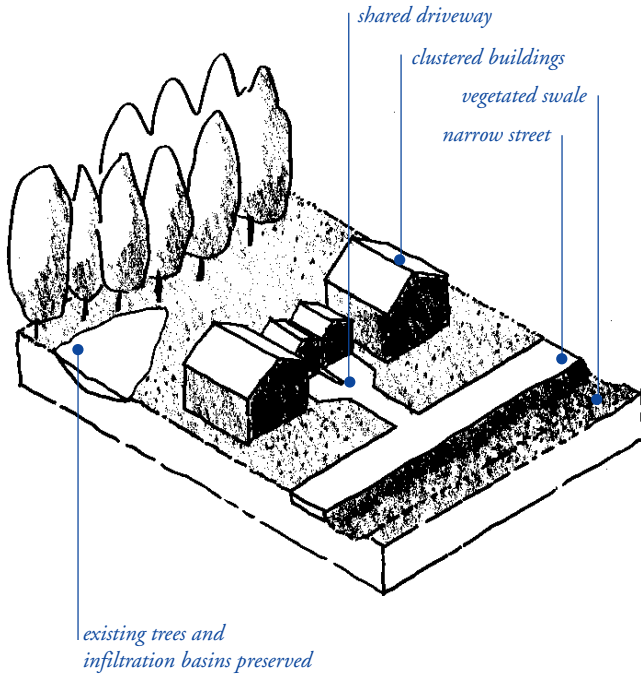 shared driveway
clustered buildings
vegetated swale
narrow street
existing trees and
infiltration basins preserved